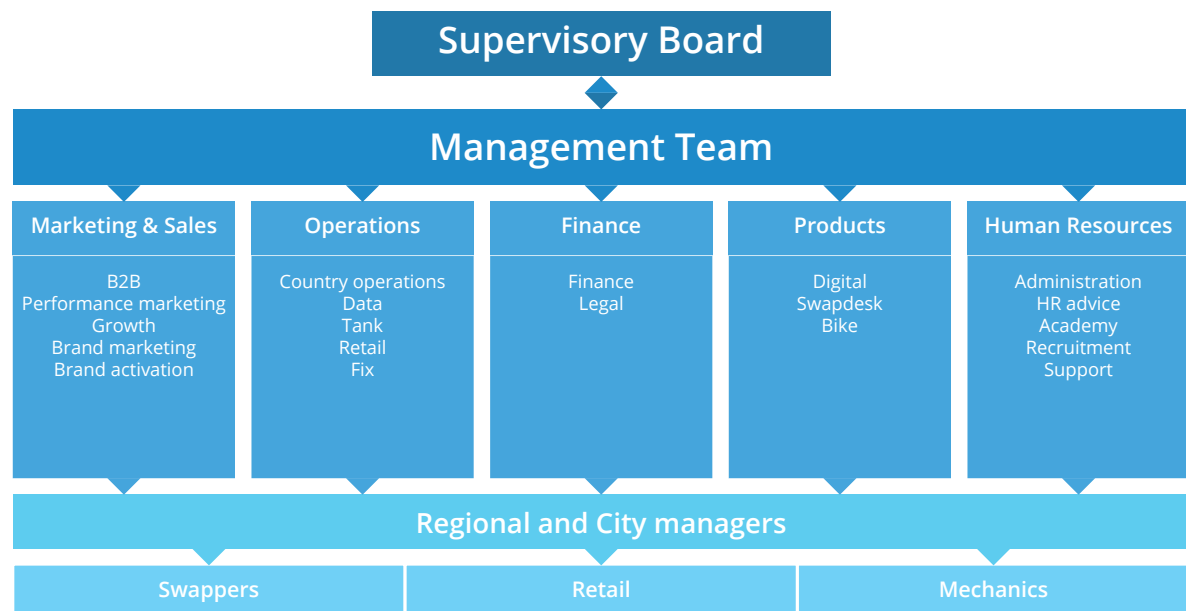 Supervisory Board
Management Team
Marketing & Sales
B2B
Performance marketing
Growth
Brand marketing
Brand activation
Operations
Country operations
Data
Tank
Retail
Fix
Finance
Finance
Legal
Products
Digital
Swapdesk
Bike
Human Resources
Administration
HR advice
Academy
Recruitment
Support
Regional and City managers
Swappers
Retail
Mechanics